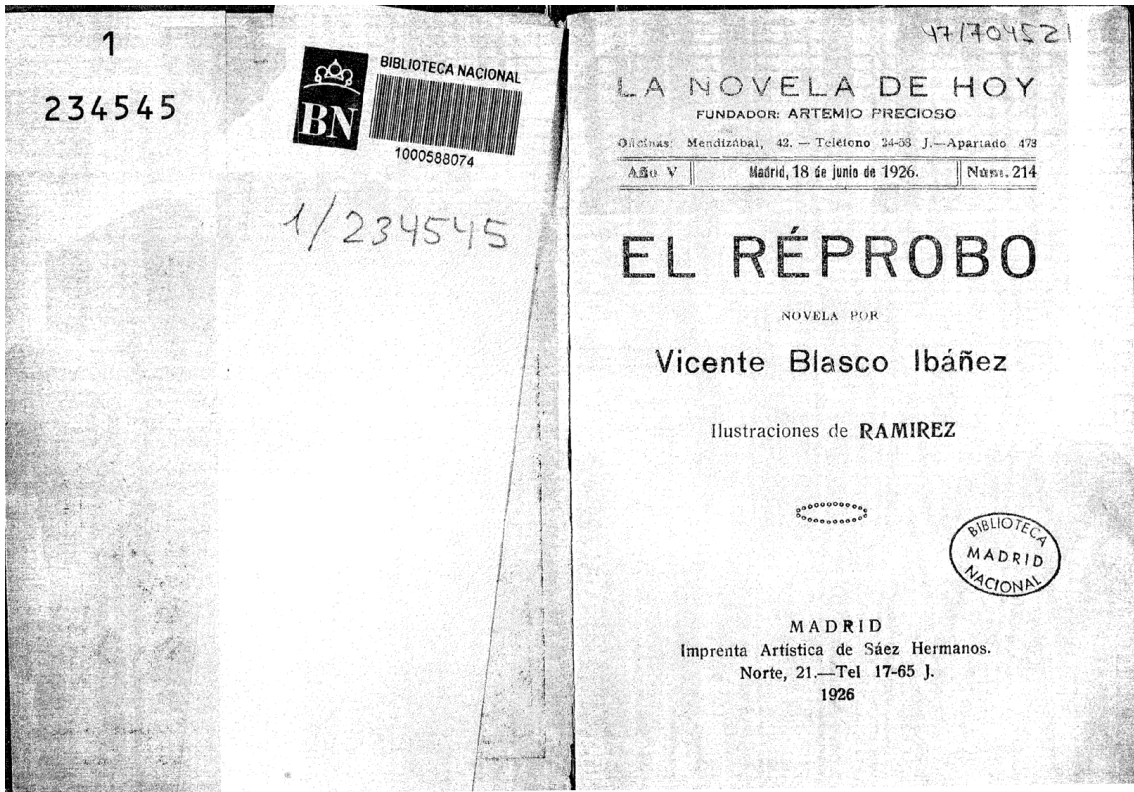 1
234545
BIBLIOTECA NACIONAL
BN
1000588074
1/234545
47/704521
LA NOVELA DE HOY
FUNDADOR: ARTEMIO PRECIOSO
Oficinas: Mendizábal, 42. — Teléfono 24-53 J.—Apartado 473
Año V Madrid, 18 de junio de 1926. Núm. 214
EL RÉPROBO
NOVELA POR
Vicente Blasco Ibáñez
Ilustraciones de RAMIREZ
BIBLIOTECA
MADRID
NACIONAL
MADRID
Imprenta Artística de Sáez Hermanos.
Norte, 21.—Tel 17-65 J.
1926